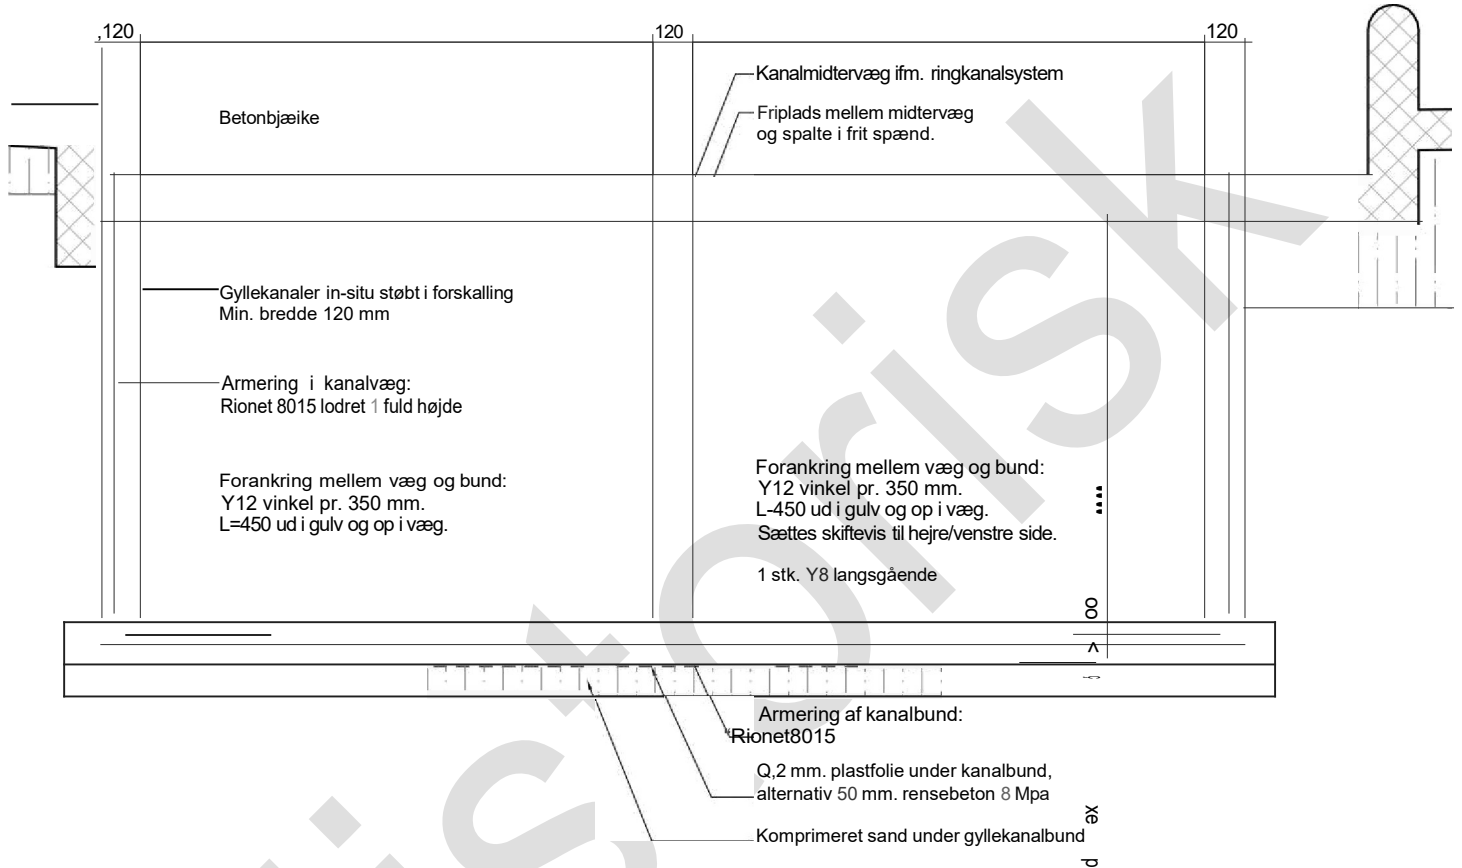 ,120
120
120
Kanalmidtervæg ifm. ringkanalsystem
Friplads mellem midtervæg
og spalte i frit spænd.
Betonbjæike
Gyllekanaler in-situ støbt i forskalling
Min. bredde 120 mm
Armering i kanalvæg:
Rionet 8015 lodret 1 fuld højde
Forankring mellem væg og bund:
Y12 vinkel pr. 350 mm.
L=450 ud i gulv og op i væg.
Forankring mellem væg og bund:
Y12 vinkel pr. 350 mm.
L-450 ud i gulv og op i væg.
Sættes skiftevis til hejre/venstre side.
1 stk. Y8 langsgående
Armering af kanalbund:
Rionet8015
Q,2 mm. plastfolie under kanalbund,
alternativ 50 mm. rensebeton 8 Mpa
Komprimeret sand under gyllekanalbund
xe
istorisk